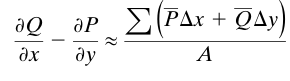 ∂Q/∂x − ∂P/∂y ≈ ∑(P̅Δx + Q̅Δy)/A